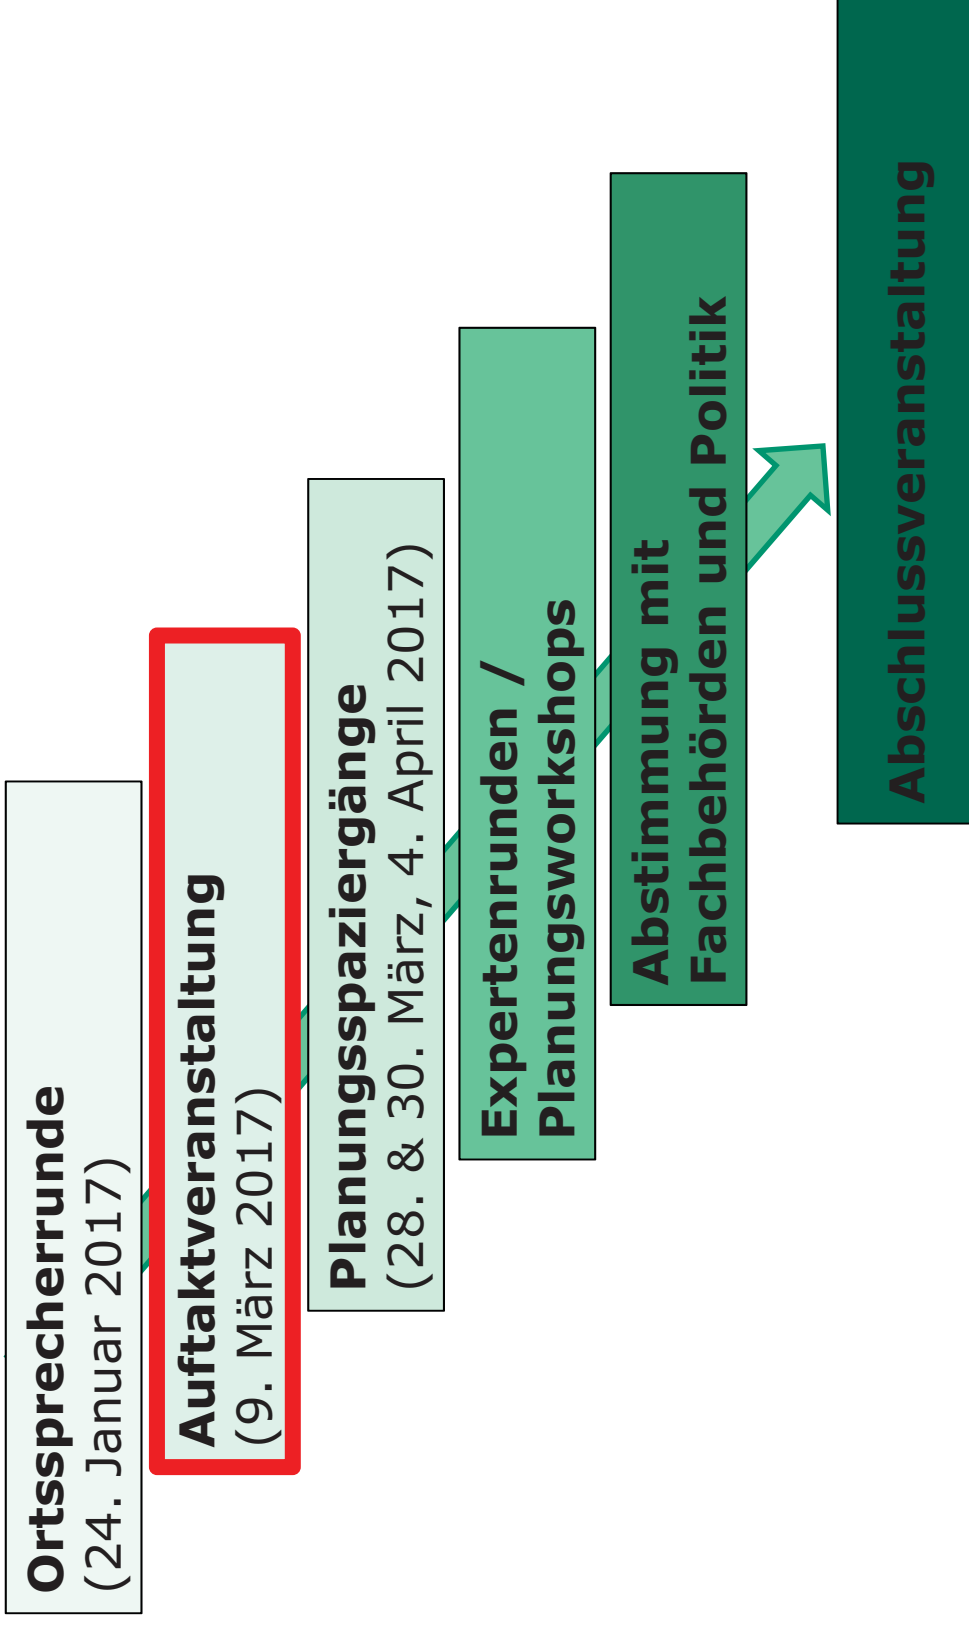 Ortssprecherrunde
(24. Januar 2017)
Auftaktveranstaltung
(9. März 2017)
Planungsspaziergänge
(28. & 30. März, 4. April 2017)
Expertenrunden /
Planungsworkshops
Abstimmung mit
Fachbehörden und Politik
Abschlussveranstaltung